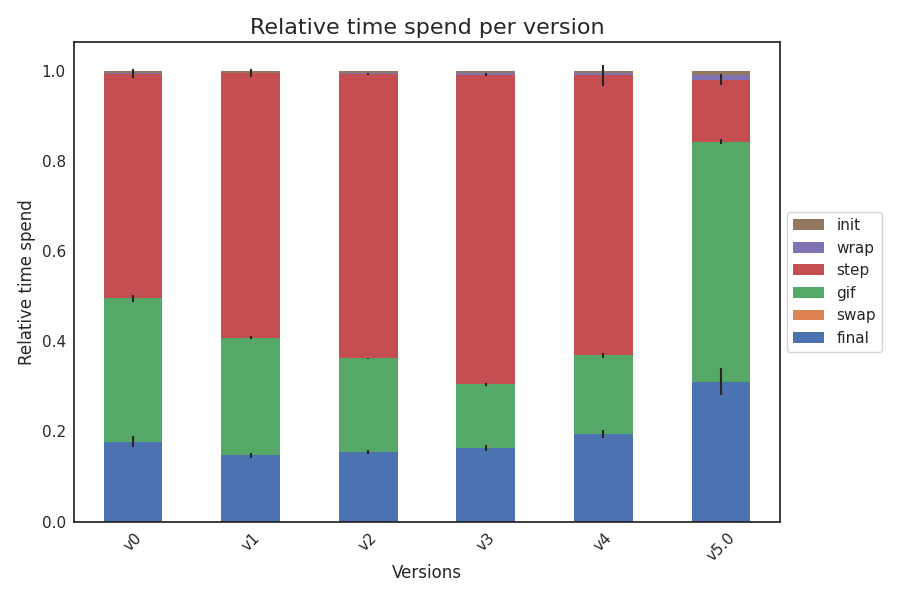 Relative time spend per version
Relative time spend
1.0
0.8
0.6
0.4
0.2
0.0
v0
v1
v2
v3
v4
v5.0
Versions
init
wrap
step
gif
swap
final